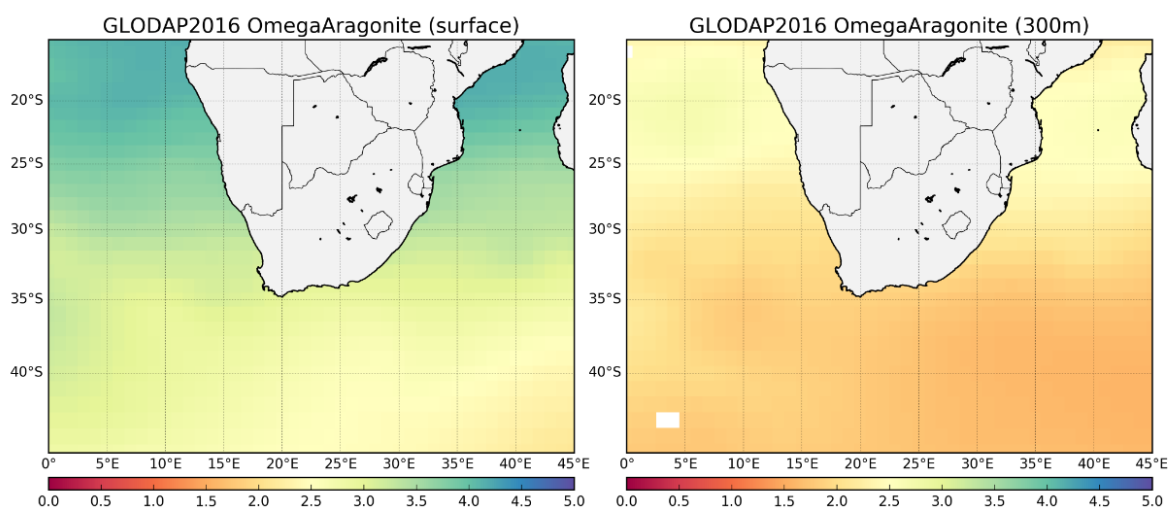 GLODAP2016 OmegaAragonite (surface)
20°S
25°S
30°S
35°S
40°S
0° 5°E 10°E 15°E 20°E 25°E 30°E 35°E 40°E 45°E
0.0 0.5 1.0 1.5 2.0 2.5 3.0 3.5 4.0 4.5 5.0
GLODAP2016 OmegaAragonite (300m)
20°S
25°S
30°S
35°S
40°S
0° 5°E 10°E 15°E 20°E 25°E 30°E 35°E 40°E 45°E
0.0 0.5 1.0 1.5 2.0 2.5 3.0 3.5 4.0 4.5 5.0